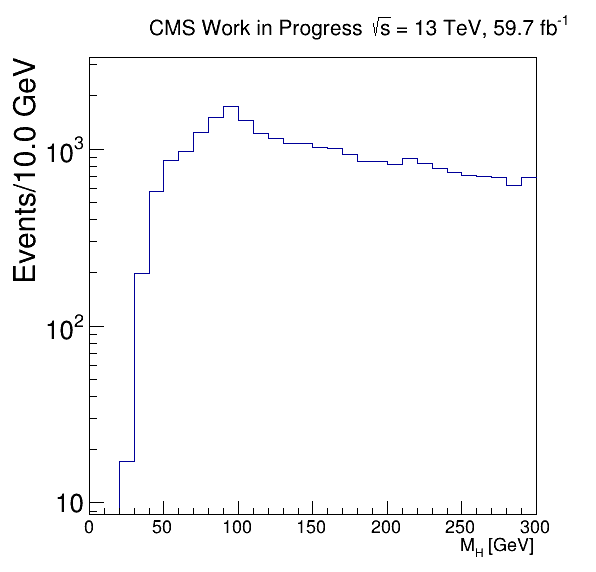 CMS Work in Progress √s = 13 TeV, 59.7 fb⁻¹
Events/10.0 GeV
10³
10²
10
0 50 100 150 200 250 300
M_H [GeV]